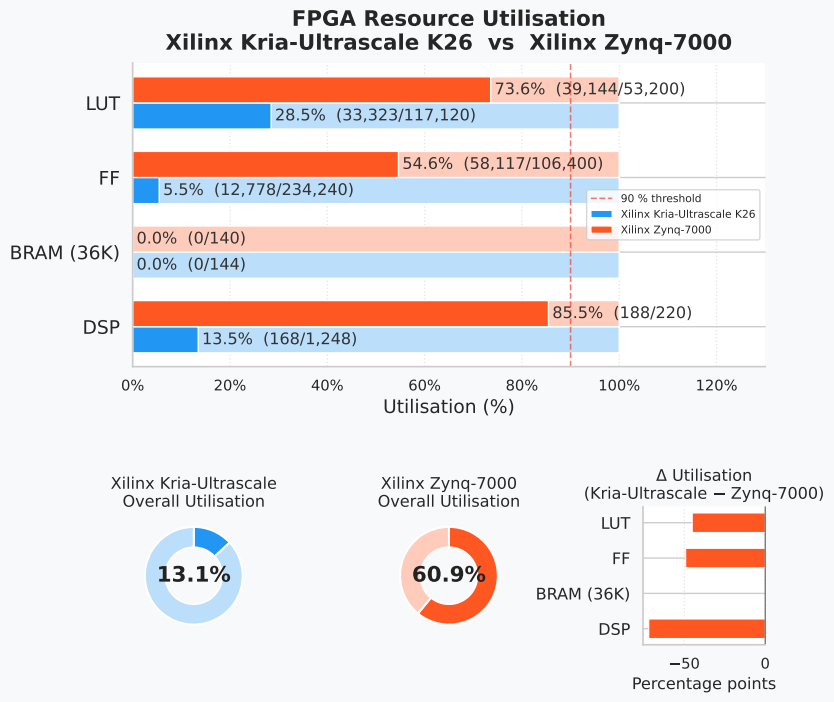 FPGA Resource Utilisation
Xilinx Kria-Ultrascale K26 vs Xilinx Zynq-7000
LUT
73.6% (39,144/53,200)
28.5% (33,323/117,120)
FF
54.6% (58,117/106,400)
5.5% (12,778/234,240)
90 % threshold
Xilinx Kria-Ultrascale K26
Xilinx Zynq-7000
BRAM (36K)
0.0% (0/140)
0.0% (0/144)
DSP
85.5% (188/220)
13.5% (168/1,248)
0% 20% 40% 60% 80% 100% 120%
Utilisation (%)
Xilinx Kria-Ultrascale
Overall Utilisation
13.1%
Xilinx Zynq-7000
Overall Utilisation
60.9%
Δ Utilisation
(Kria-Ultrascale − Zynq-7000)
LUT
FF
BRAM (36K)
DSP
−50 0
Percentage points